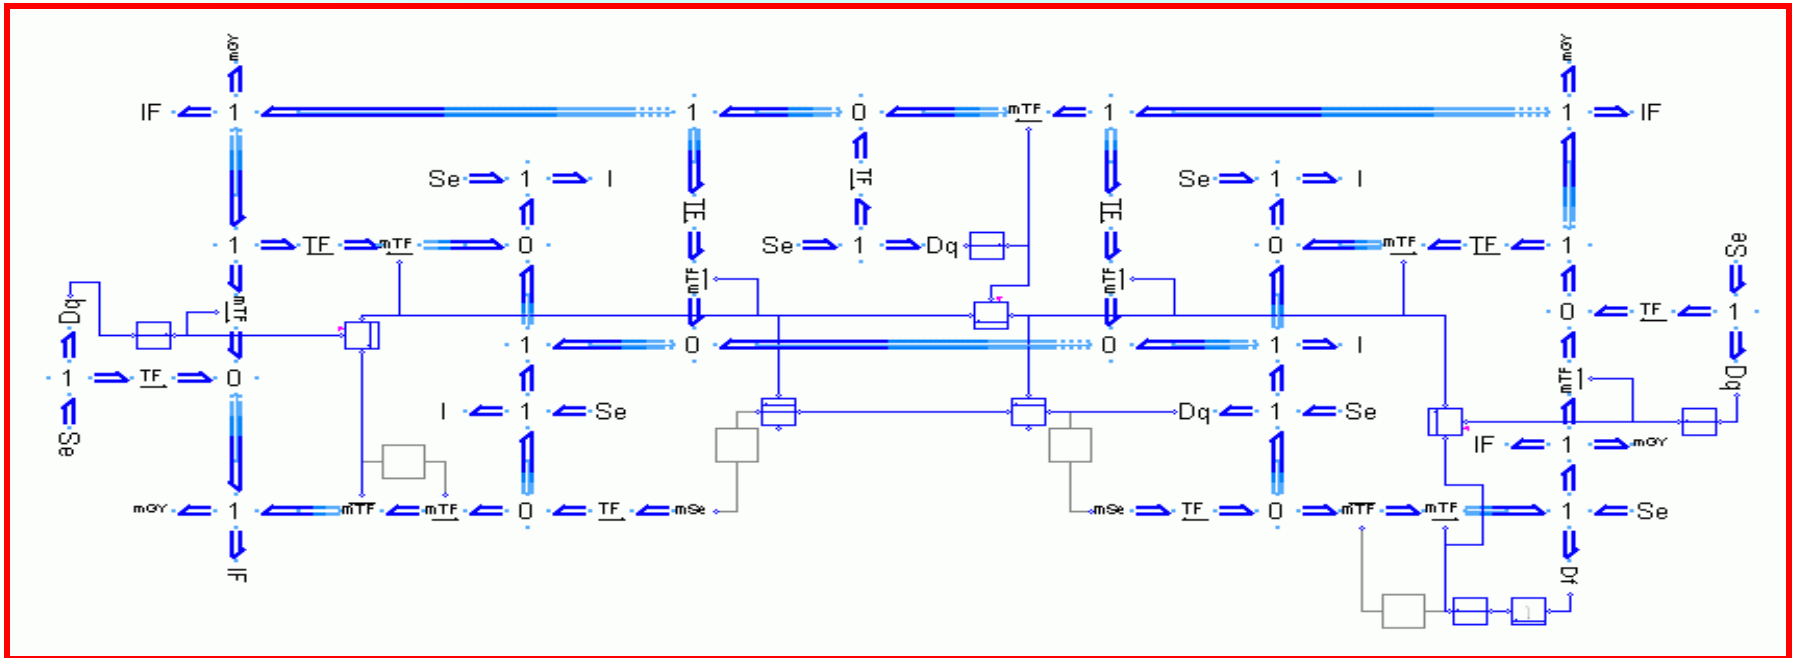 mGY mGY
IF 1 1 0 mTF 1 1 IF
Se 1 I TF TF TF Se 1 I
1 TF mTF 0 Se 1 Dq 0 mTF TF 1 Se
mTF mTF
Dq mTF 0 TF 1
1 0 0 1 I
1 TF 0 mTF Dq
I 1 Se Dq 1 Se
Se IF 1 mGY
mGY 1 mTF mTF 0 TF mSe mSe TF 0 mTF mTF 1 Se
IF Df